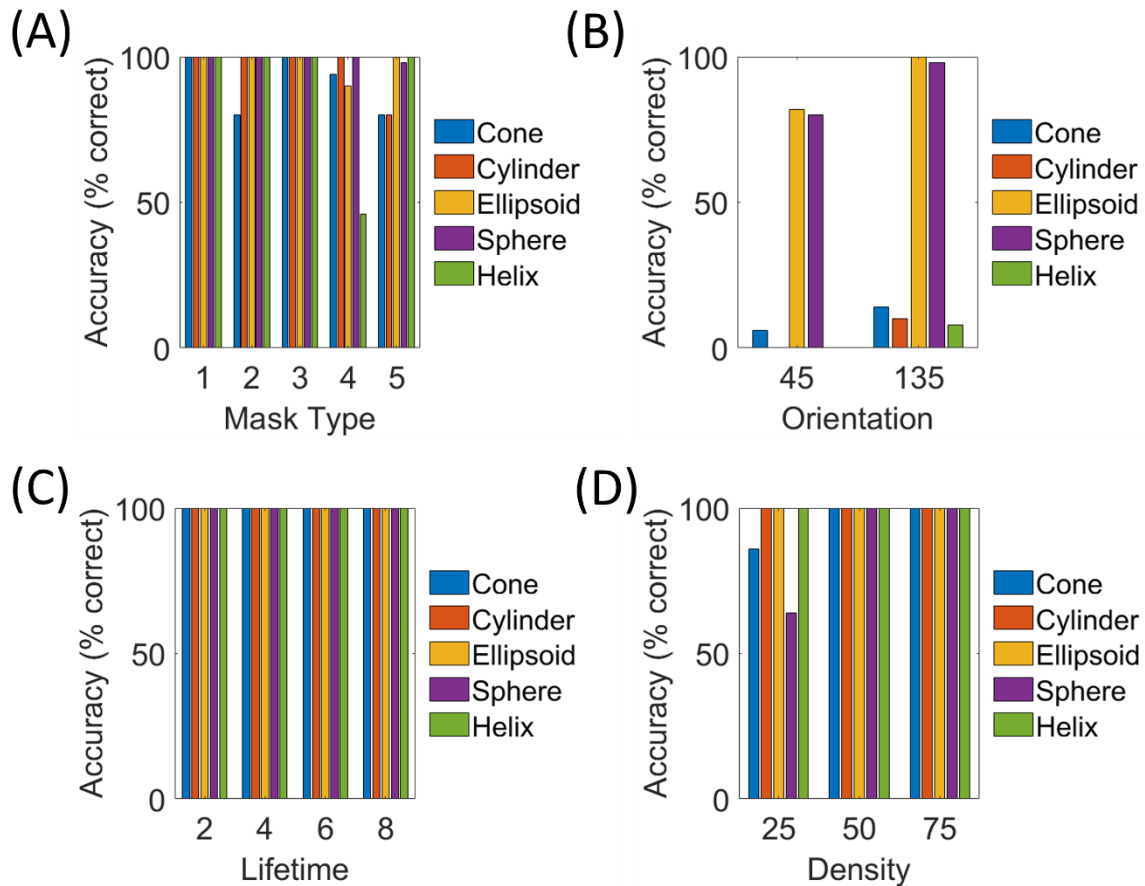 (A)
Accuracy (% correct)
100
50
0
1 2 3 4 5
Mask Type
Cone
Cylinder
Ellipsoid
Sphere
Helix
(B)
Accuracy (% correct)
100
50
0
45 135
Orientation
Cone
Cylinder
Ellipsoid
Sphere
Helix
(C)
Accuracy (% correct)
100
50
0
2 4 6 8
Lifetime
Cone
Cylinder
Ellipsoid
Sphere
Helix
(D)
Accuracy (% correct)
100
50
0
25 50 75
Density
Cone
Cylinder
Ellipsoid
Sphere
Helix